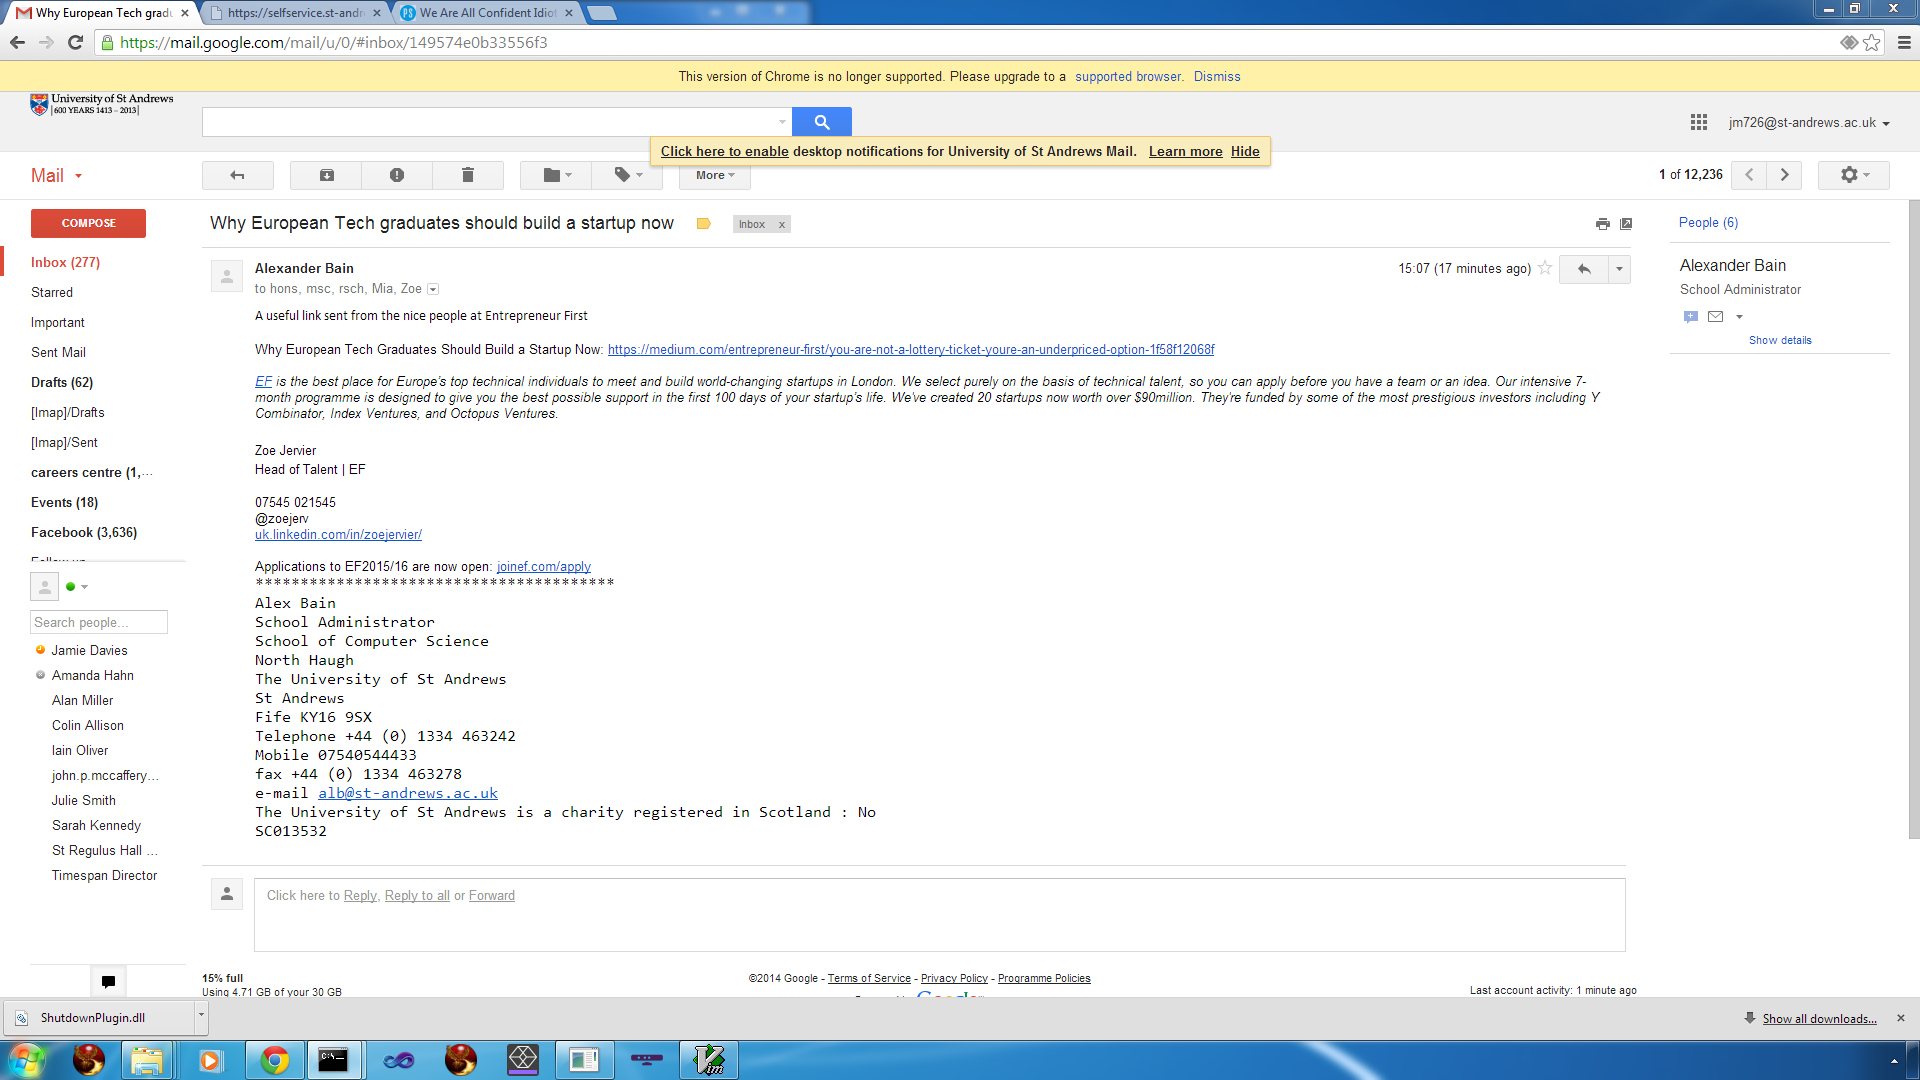 Why European Tech gradu
https://selfservice.st-andr
We Are All Confident Idiot
https://mail.google.com/mail/u/0/#inbox/149574e0b33556f3
This version of Chrome is no longer supported. Please upgrade to a supported browser. Dismiss
University of St Andrews
600 YEARS 1413 – 2013
jm726@st-andrews.ac.uk
Click here to enable desktop notifications for University of St Andrews Mail. Learn more Hide
Mail
More
1 of 12,236
COMPOSE
Why European Tech graduates should build a startup now
Inbox x
People (6)
Inbox (277)
Starred
Important
Sent Mail
Drafts (62)
[Imap]/Drafts
[Imap]/Sent
careers centre (1,...
Events (18)
Facebook (3,636)
Follow up
Alexander Bain
15:07 (17 minutes ago)
to hons, msc, rsch, Mia, Zoe
A useful link sent from the nice people at Entrepreneur First
Why European Tech Graduates Should Build a Startup Now: https://medium.com/entrepreneur-first/you-are-not-a-lottery-ticket-youre-an-underpriced-option-1f58f12068f
EF is the best place for Europe's top technical individuals to meet and build world-changing startups in London. We select purely on the basis of technical talent, so you can apply before you have a team or an idea. Our intensive 7-
month programme is designed to give you the best possible support in the first 100 days of your startup's life. We've created 20 startups now worth over $90million. They're funded by some of the most prestigious investors including Y
Combinator, Index Ventures, and Octopus Ventures.
Zoe Jervier
Head of Talent | EF
07545 021545
@zoejerv
uk.linkedin.com/in/zoejervier/
Applications to EF2015/16 are now open: joinef.com/apply
****************************************
Alex Bain
School Administrator
School of Computer Science
North Haugh
The University of St Andrews
St Andrews
Fife KY16 9SX
Telephone +44 (0) 1334 463242
Mobile 07540544433
fax +44 (0) 1334 463278
e-mail alb@st-andrews.ac.uk
The University of St Andrews is a charity registered in Scotland : No
SC013532
Alexander Bain
School Administrator
Show details
Search people...
Jamie Davies
Amanda Hahn
Alan Miller
Colin Allison
Iain Oliver
john.p.mccaffery...
Julie Smith
Sarah Kennedy
St Regulus Hall ...
Timespan Director
Click here to Reply, Reply to all or Forward
15% full
Using 4.71 GB of your 30 GB
©2014 Google - Terms of Service - Privacy Policy - Programme Policies
Powered by Google
Last account activity: 1 minute ago
ShutdownPlugin.dll
Show all downloads...